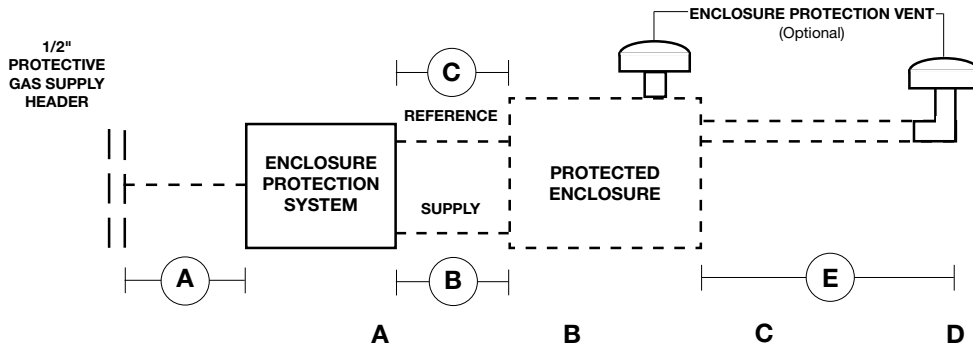 ENCLOSURE PROTECTION VENT
(Optional)
1/2"
PROTECTIVE
GAS SUPPLY
HEADER
C
REFERENCE
ENCLOSURE
PROTECTION
SYSTEM
PROTECTED
ENCLOSURE
SUPPLY
A
B
E
A B C D